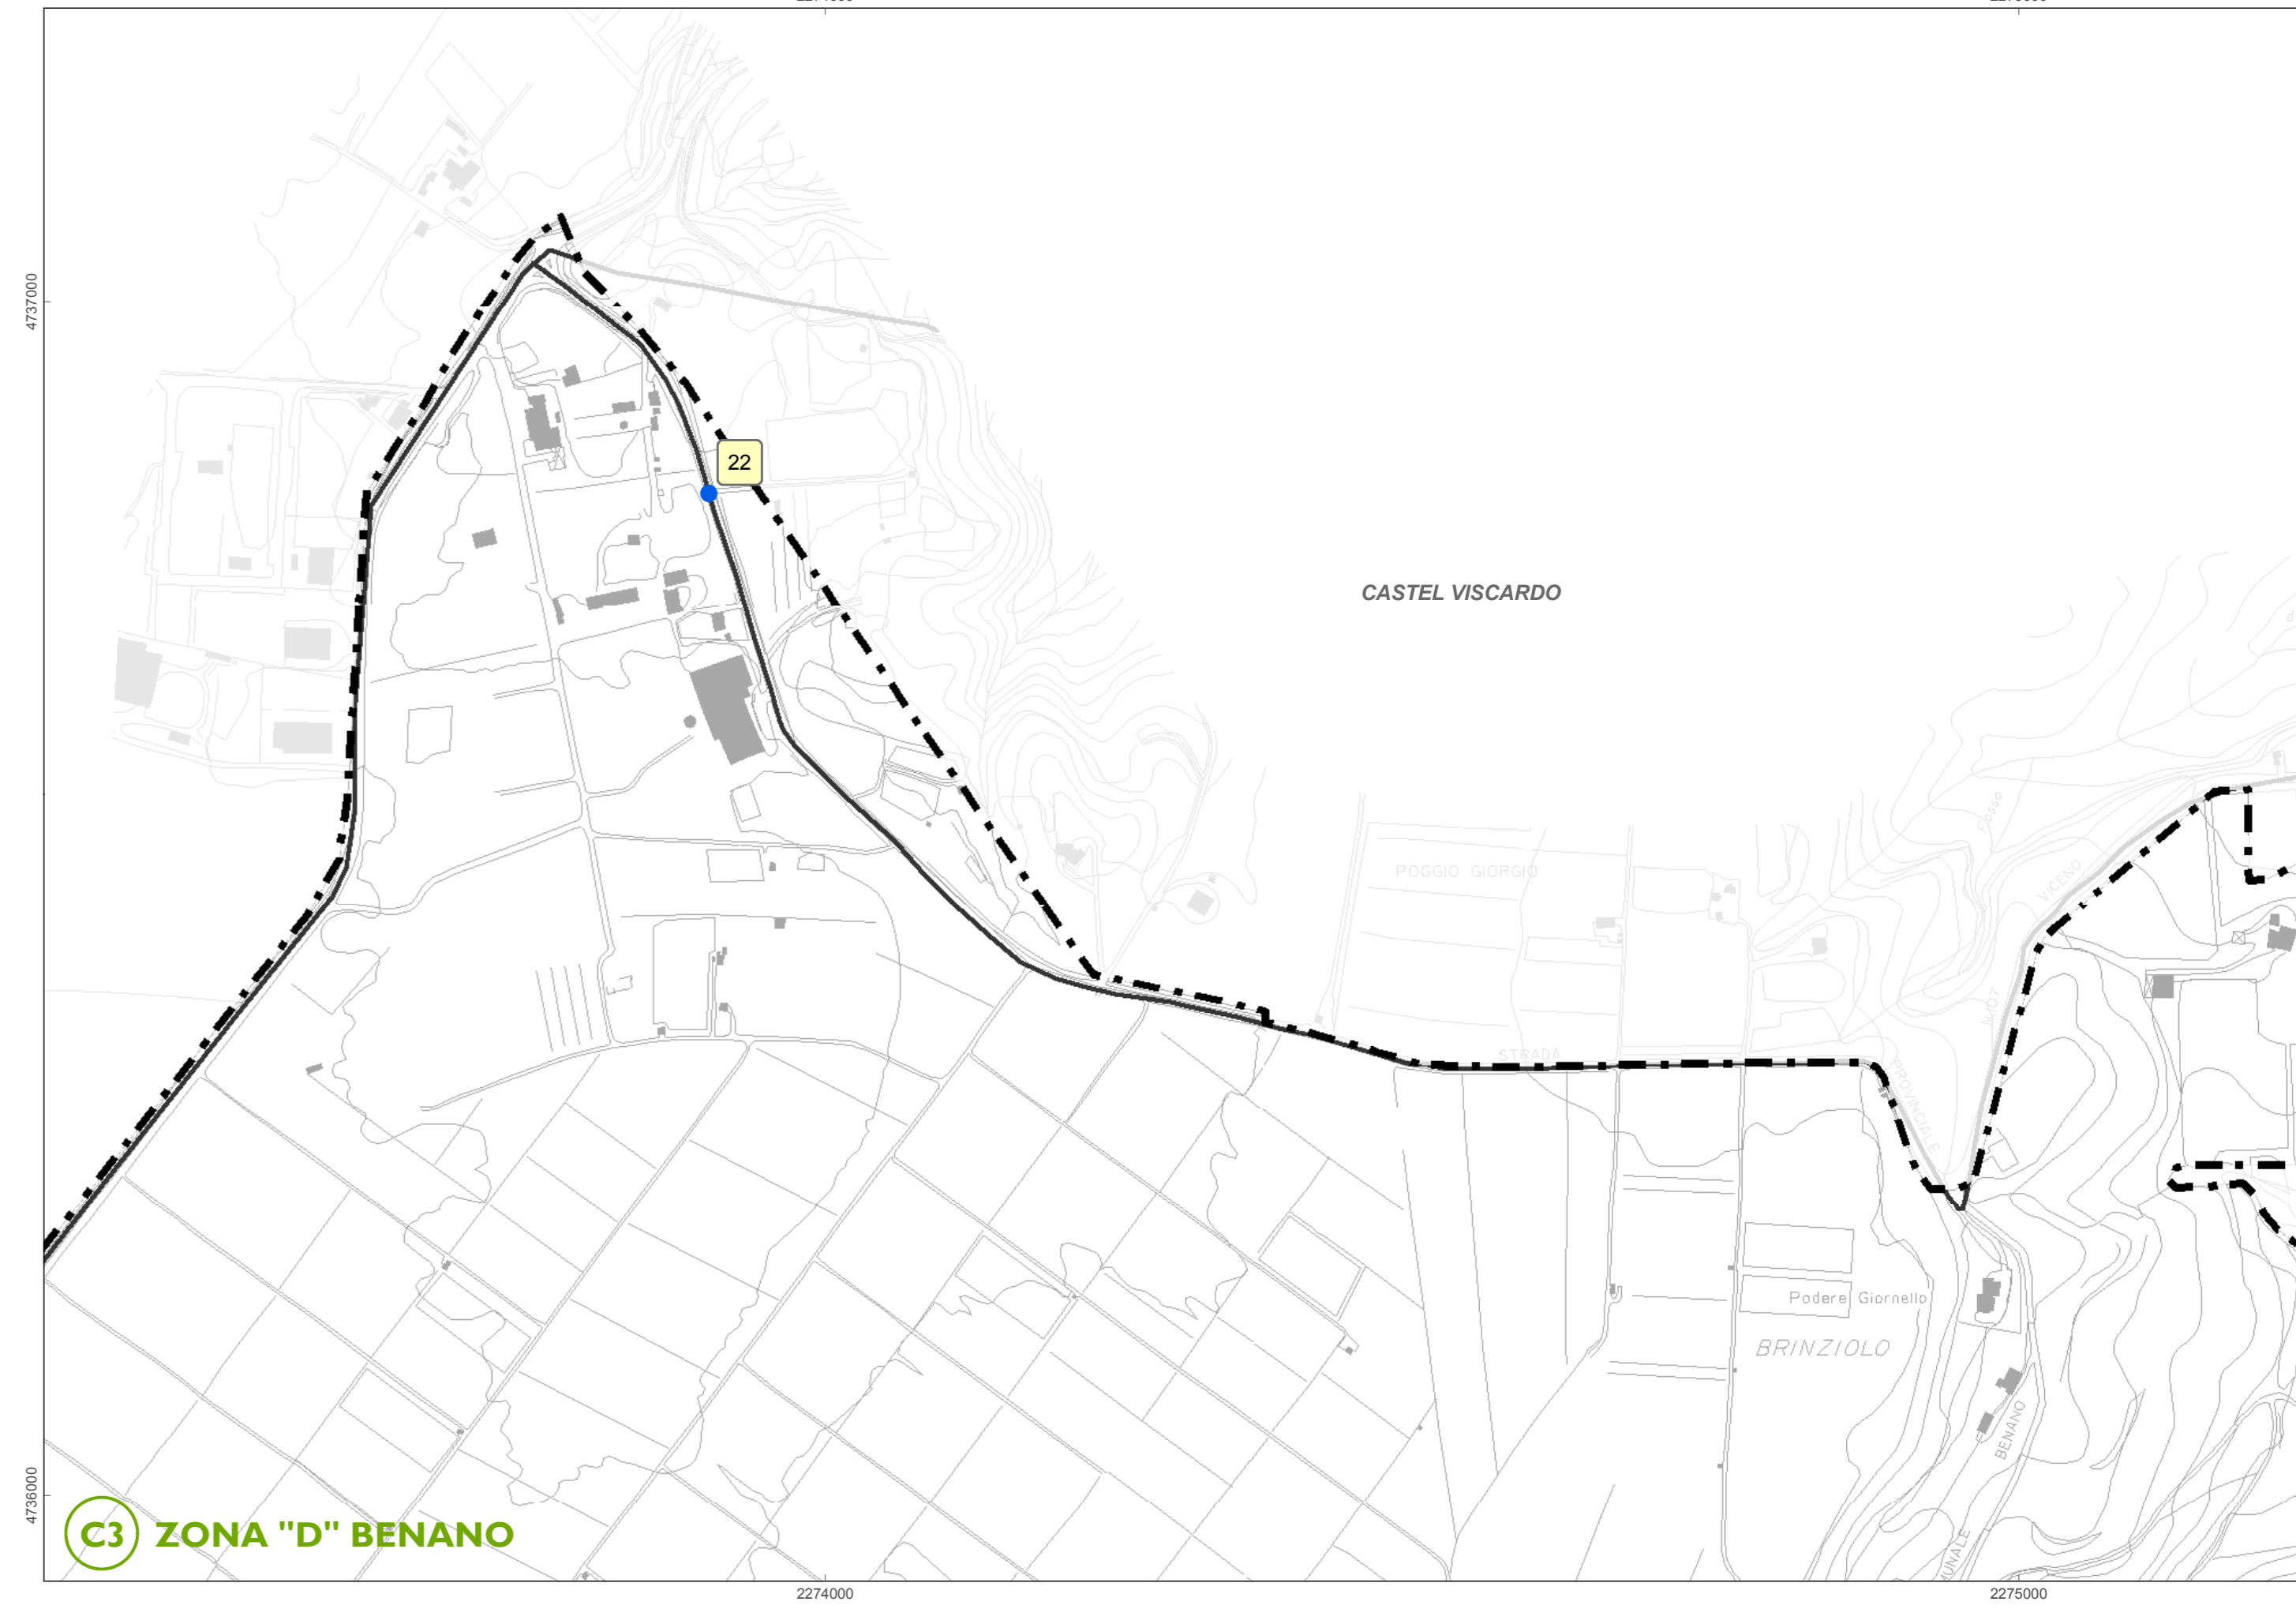 4737000
22
CASTEL VISCARDO
POGGIO GIORGIO
Fosso
VICENO
STRADA
PROVINCIALE
Podere Giornello
BRINZIOLO
BENANO
4736000
C3 ZONA "D" BENANO
2274000
2275000